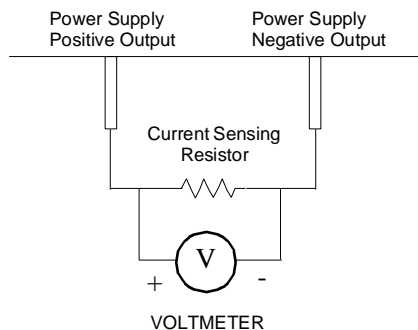 Power Supply
Positive Output
Power Supply
Negative Output
Current Sensing
Resistor
V
+
-
VOLTMETER